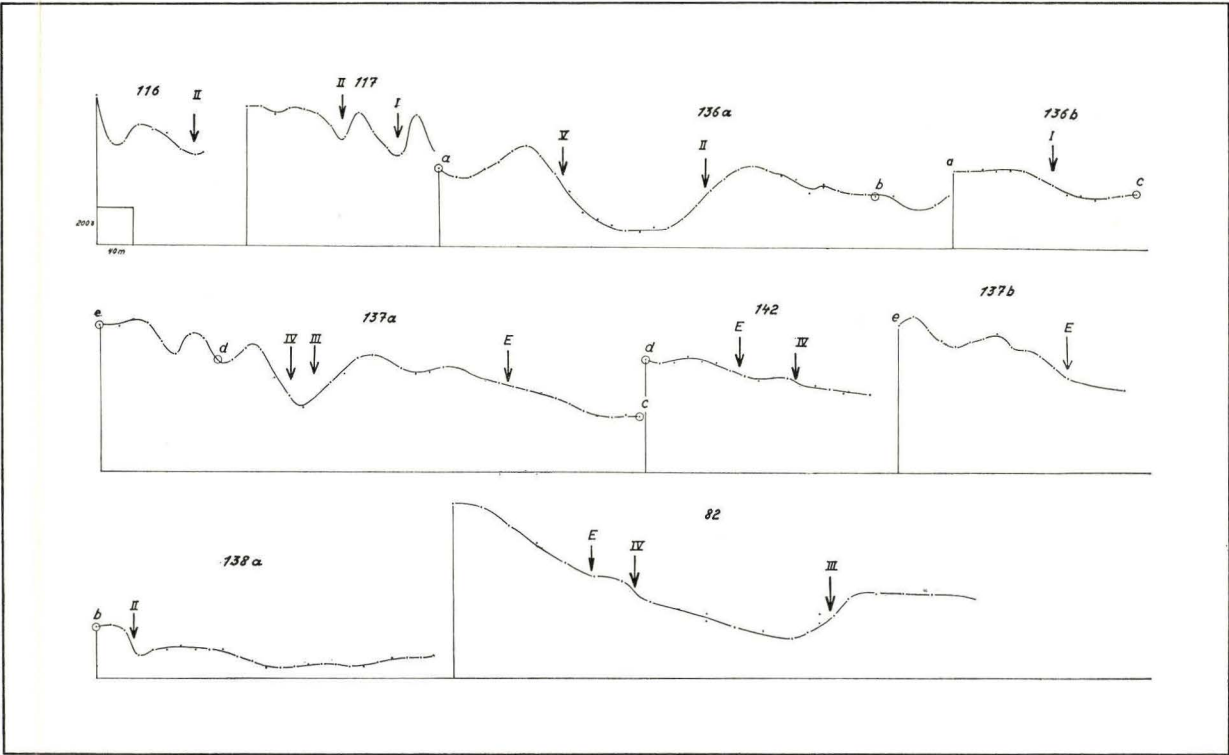 116 II
II 117 I
a 136a V II b
a 136b I c
200γ
40m
e d 137a IV III E c
d 142 E IV
e 137b E
b 138a II
82 E IV III